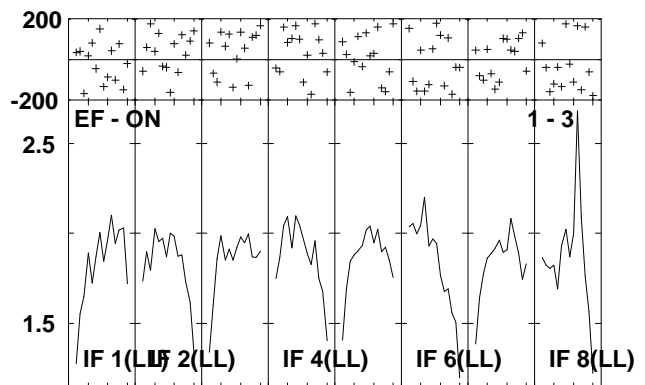 200
-200
EF - ON 1 - 3
2.5
1.5
IF 1(LL) IF 2(LL) IF 4(LL) IF 6(LL) IF 8(LL)